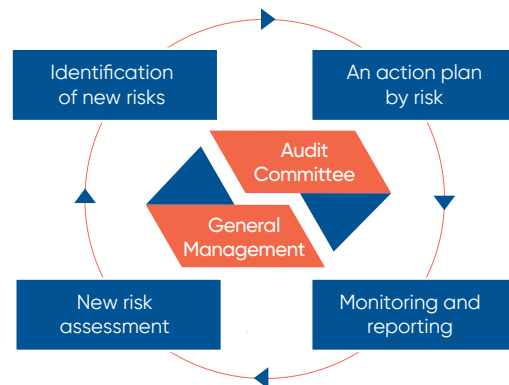 Identification
of new risks
An action plan
by risk
Audit
Committee
General
Management
New risk
assessment
Monitoring and
reporting